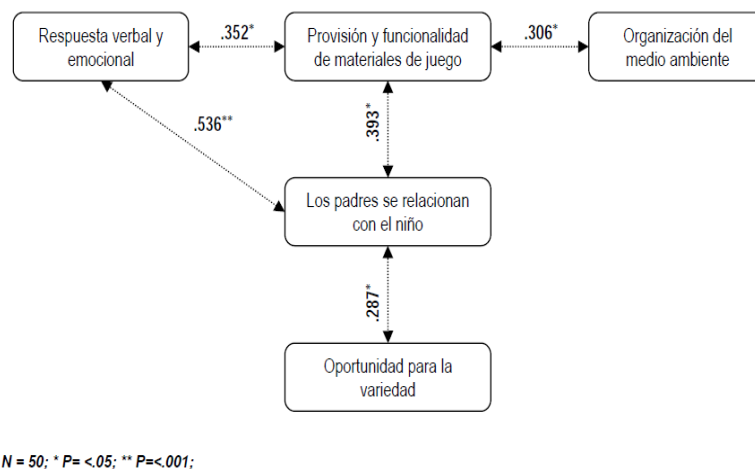 Respuesta verbal y
emocional
.352*
Provisión y funcionalidad
de materiales de juego
.306*
Organización del
medio ambiente
.536**
.393*
Los padres se relacionan
con el niño
.287*
Oportunidad para la
variedad
N = 50; * P= <.05; ** P=<.001;